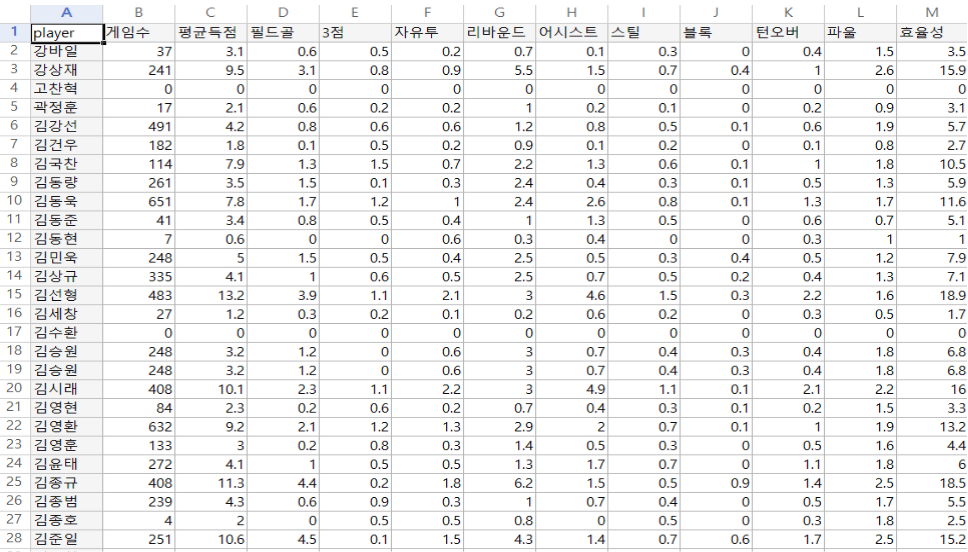 A B C D E F G H I J K L M
1 player 게임수 평균득점 필드골 3점 자유투 리바운드 어시스트 스틸 블록 턴오버 파울 효율성
2 강바일 37 3.1 0.6 0.5 0.2 0.7 0.1 0.3 0 0.4 1.5 3.5
3 강상재 241 9.5 3.1 0.8 0.9 5.5 1.5 0.7 0.4 1 2.6 15.9
4 고찬혁 0 0 0 0 0 0 0 0 0 0 0 0
5 곽정훈 17 2.1 0.6 0.2 0.2 1 0.2 0.1 0 0.2 0.9 3.1
6 김강선 491 4.2 0.8 0.6 0.6 1.2 0.8 0.5 0.1 0.6 1.9 5.7
7 김건우 182 1.8 0.1 0.5 0.2 0.9 0.1 0.2 0 0.1 0.8 2.7
8 김국찬 114 7.9 1.3 1.5 0.7 2.2 1.3 0.6 0.1 1 1.8 10.5
9 김동량 261 3.5 1.5 0.1 0.3 2.4 0.4 0.3 0.1 0.5 1.3 5.9
10 김동욱 651 7.8 1.7 1.2 1 2.4 2.6 0.8 0.1 1.3 1.7 11.6
11 김동준 41 3.4 0.8 0.5 0.4 1 1.3 0.5 0 0.6 0.7 5.1
12 김동현 7 0.6 0 0 0.6 0.3 0.4 0 0 0.3 1 1
13 김민욱 248 5 1.5 0.5 0.4 2.5 0.5 0.3 0.4 0.5 1.2 7.9
14 김상규 335 4.1 1 0.6 0.5 2.5 0.7 0.5 0.2 0.4 1.3 7.1
15 김선형 483 13.2 3.9 1.1 2.1 3 4.6 1.5 0.3 2.2 1.6 18.9
16 김세창 27 1.2 0.3 0.2 0.1 0.2 0.6 0.2 0 0.3 0.5 1.7
17 김수환 0 0 0 0 0 0 0 0 0 0 0 0
18 김승원 248 3.2 1.2 0 0.6 3 0.7 0.4 0.3 0.4 1.8 6.8
19 김승원 248 3.2 1.2 0 0.6 3 0.7 0.4 0.3 0.4 1.8 6.8
20 김시래 408 10.1 2.3 1.1 2.2 3 4.9 1.1 0.1 2.1 2.2 16
21 김영현 84 2.3 0.2 0.6 0.2 0.7 0.4 0.3 0.1 0.2 1.5 3.3
22 김영환 632 9.2 2.1 1.2 1.3 2.9 2 0.7 0.1 1 1.9 13.2
23 김영훈 133 3 0.2 0.8 0.3 1.4 0.5 0.3 0 0.5 1.6 4.4
24 김윤태 272 4.1 1 0.5 0.5 1.3 1.7 0.7 0 1.1 1.8 6
25 김종규 408 11.3 4.4 0.2 1.8 6.2 1.5 0.5 0.9 1.4 2.5 18.5
26 김종범 239 4.3 0.6 0.9 0.3 1 0.7 0.4 0 0.5 1.7 5.5
27 김종호 4 2 0 0.5 0.5 0.8 0 0.5 0 0.3 1.8 2.5
28 김준일 251 10.6 4.5 0.1 1.5 4.3 1.4 0.7 0.6 1.7 2.5 15.2